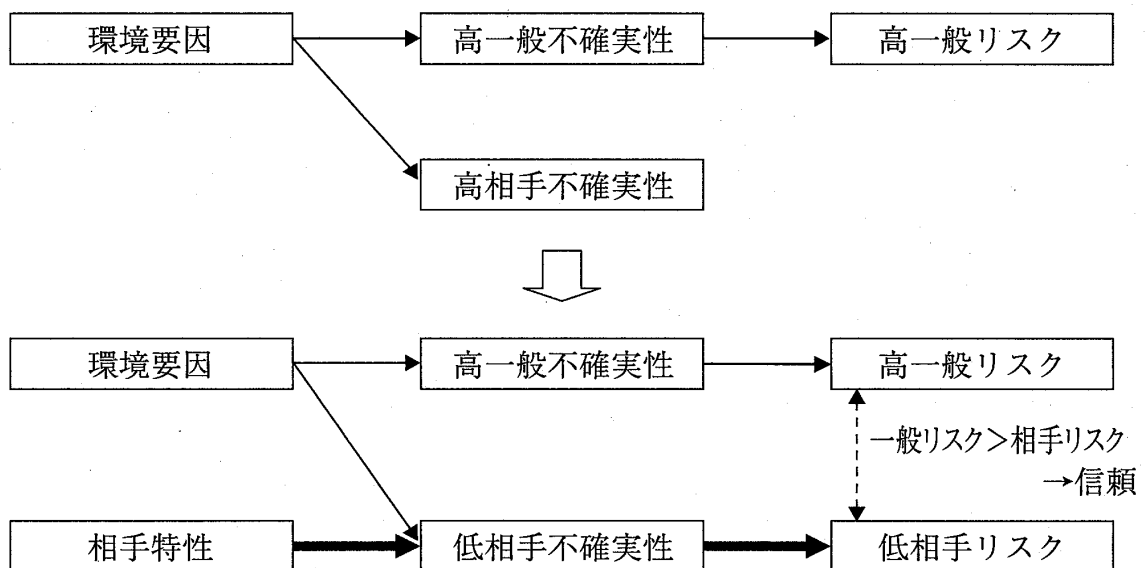 環境要因
高一般不確実性
高一般リスク
高相手不確実性
環境要因
高一般不確実性
高一般リスク
一般リスク>相手リスク
→信頼
相手特性
低相手不確実性
低相手リスク